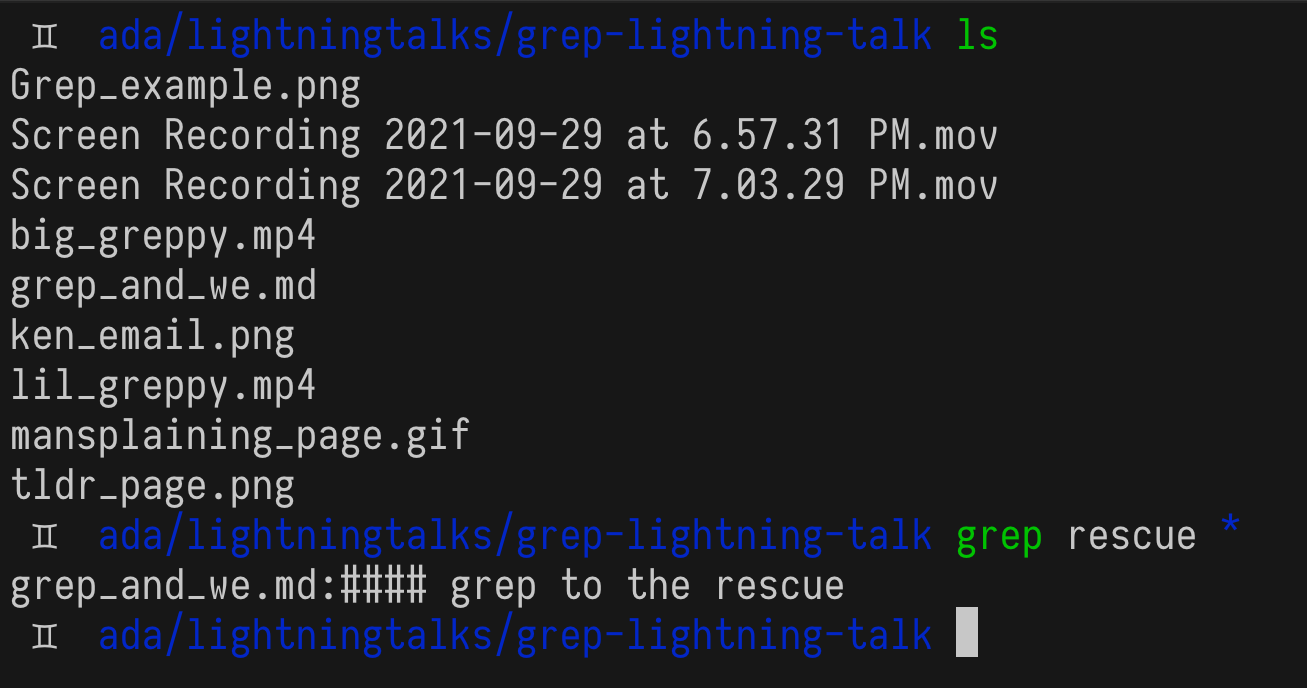 ♊ ada/lightningtalks/grep-lightning-talk ls
Grep_example.png
Screen Recording 2021-09-29 at 6.57.31 PM.mov
Screen Recording 2021-09-29 at 7.03.29 PM.mov
big_greppy.mp4
grep_and_we.md
ken_email.png
lil_greppy.mp4
mansplaining_page.gif
tldr_page.png
♊ ada/lightningtalks/grep-lightning-talk grep rescue *
grep_and_we.md:#### grep to the rescue
♊ ada/lightningtalks/grep-lightning-talk